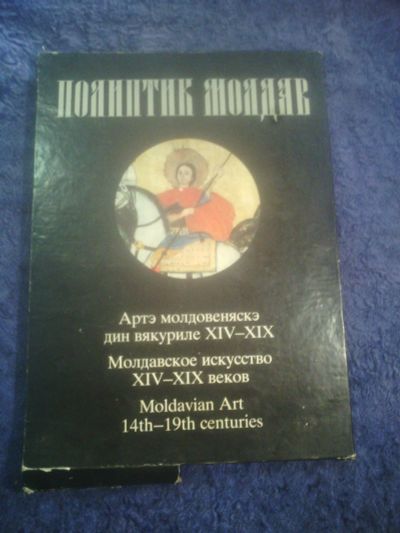 ПОЛИПТИК МОЛДАВ
Артэ молдовеняскэ
дин вякуриле XIV–XIX
Молдавское искусство
XIV–XIX веков
Moldavian Art
14th–19th centuries